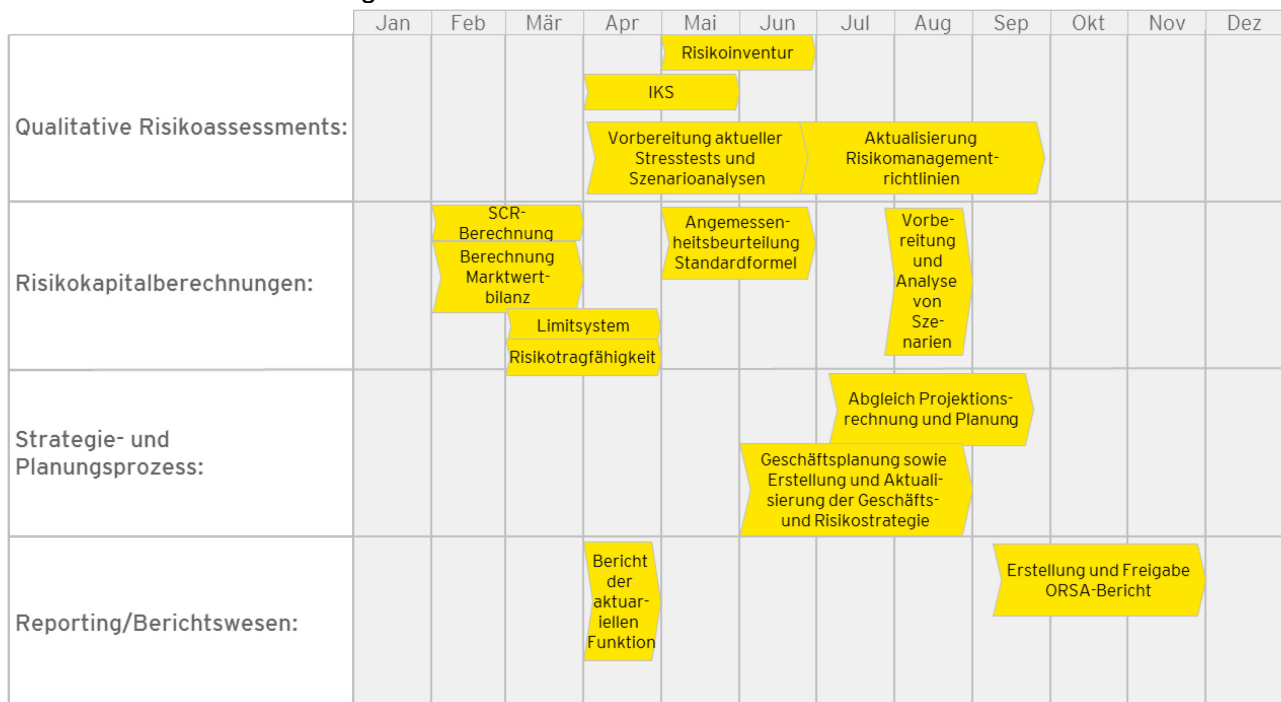 Jan Feb Mär Apr Mai Jun Jul Aug Sep Okt Nov Dez
Qualitative Risikoassessments:
Risikoinventur
IKS
Vorbereitung aktueller
Stresstests und
Szenarioanalysen
Aktualisierung
Risikomanagement-
richtlinien
Risikokapitalberechnungen:
SCR-
Berechnung
Berechnung
Marktwert-
bilanz
Limitsystem
Risikotragfähigkeit
Angemessen-
heitsbeurteilung
Standardformel
Vorbe-
reitung
und
Analyse
von
Sze-
narien
Strategie- und
Planungsprozess:
Abgleich Projektions-
rechnung und Planung
Geschäftsplanung sowie
Erstellung und Aktuali-
sierung der Geschäfts-
und Risikostrategie
Reporting/Berichtswesen:
Bericht
der
aktuar-
iellen
Funktion
Erstellung und Freigabe
ORSA-Bericht